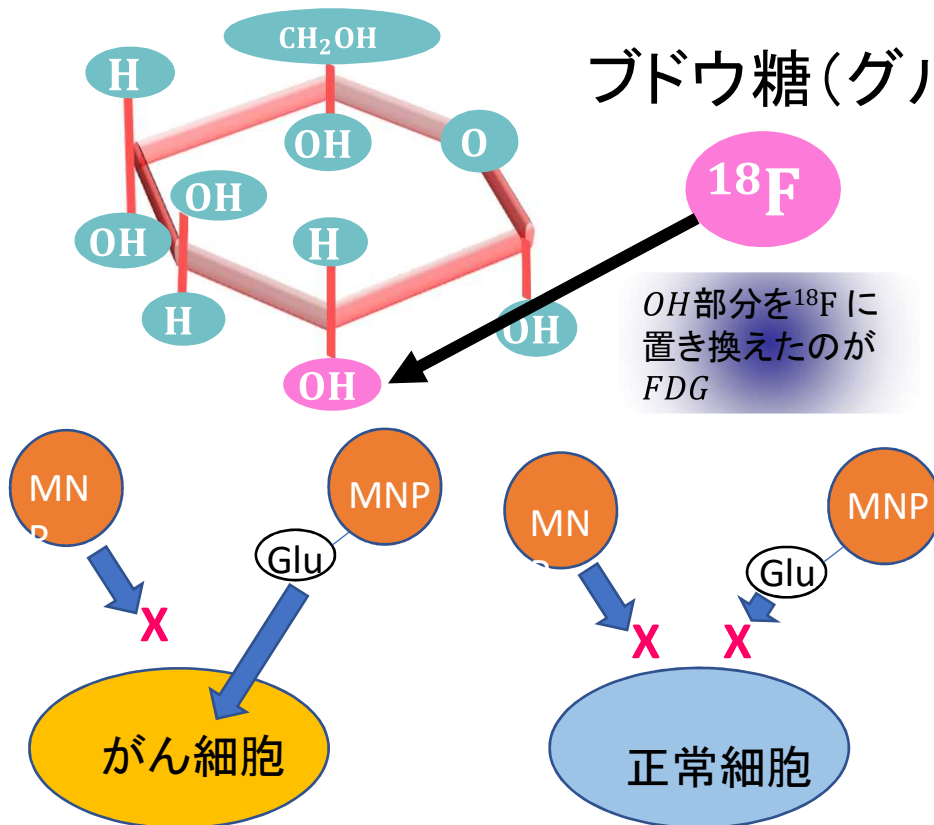 CH₂OH
H
ブドウ糖(グル
OH
O
¹⁸F
OH
OH
H
H
OH
OH
OH部分を¹⁸F に
置き換えたのが
FDG
MN
P
MNP
Glu
X
がん細胞
MN
P
MNP
Glu
X
X
正常細胞